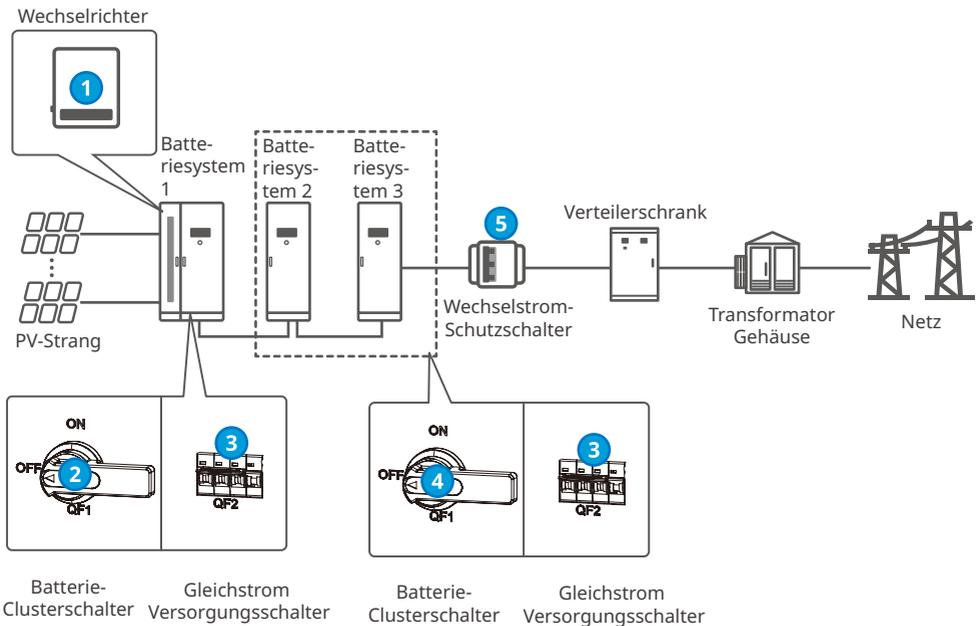 Wechselrichter
1
Batte-
riesystem
1
Batte-
riesys-
tem 2
Batte-
riesys-
tem 3
5
Verteilerschrank
Wechselstrom-
Schutzschalter
Transformator
Gehäuse
Netz
PV-Strang
ON
OFF
2
QF1
3
QF2
ON
OFF
4
QF1
3
QF2
Batterie-
Clusterschalter
Gleichstrom
Versorgungsschalter
Batterie-
Clusterschalter
Gleichstrom
Versorgungsschalter